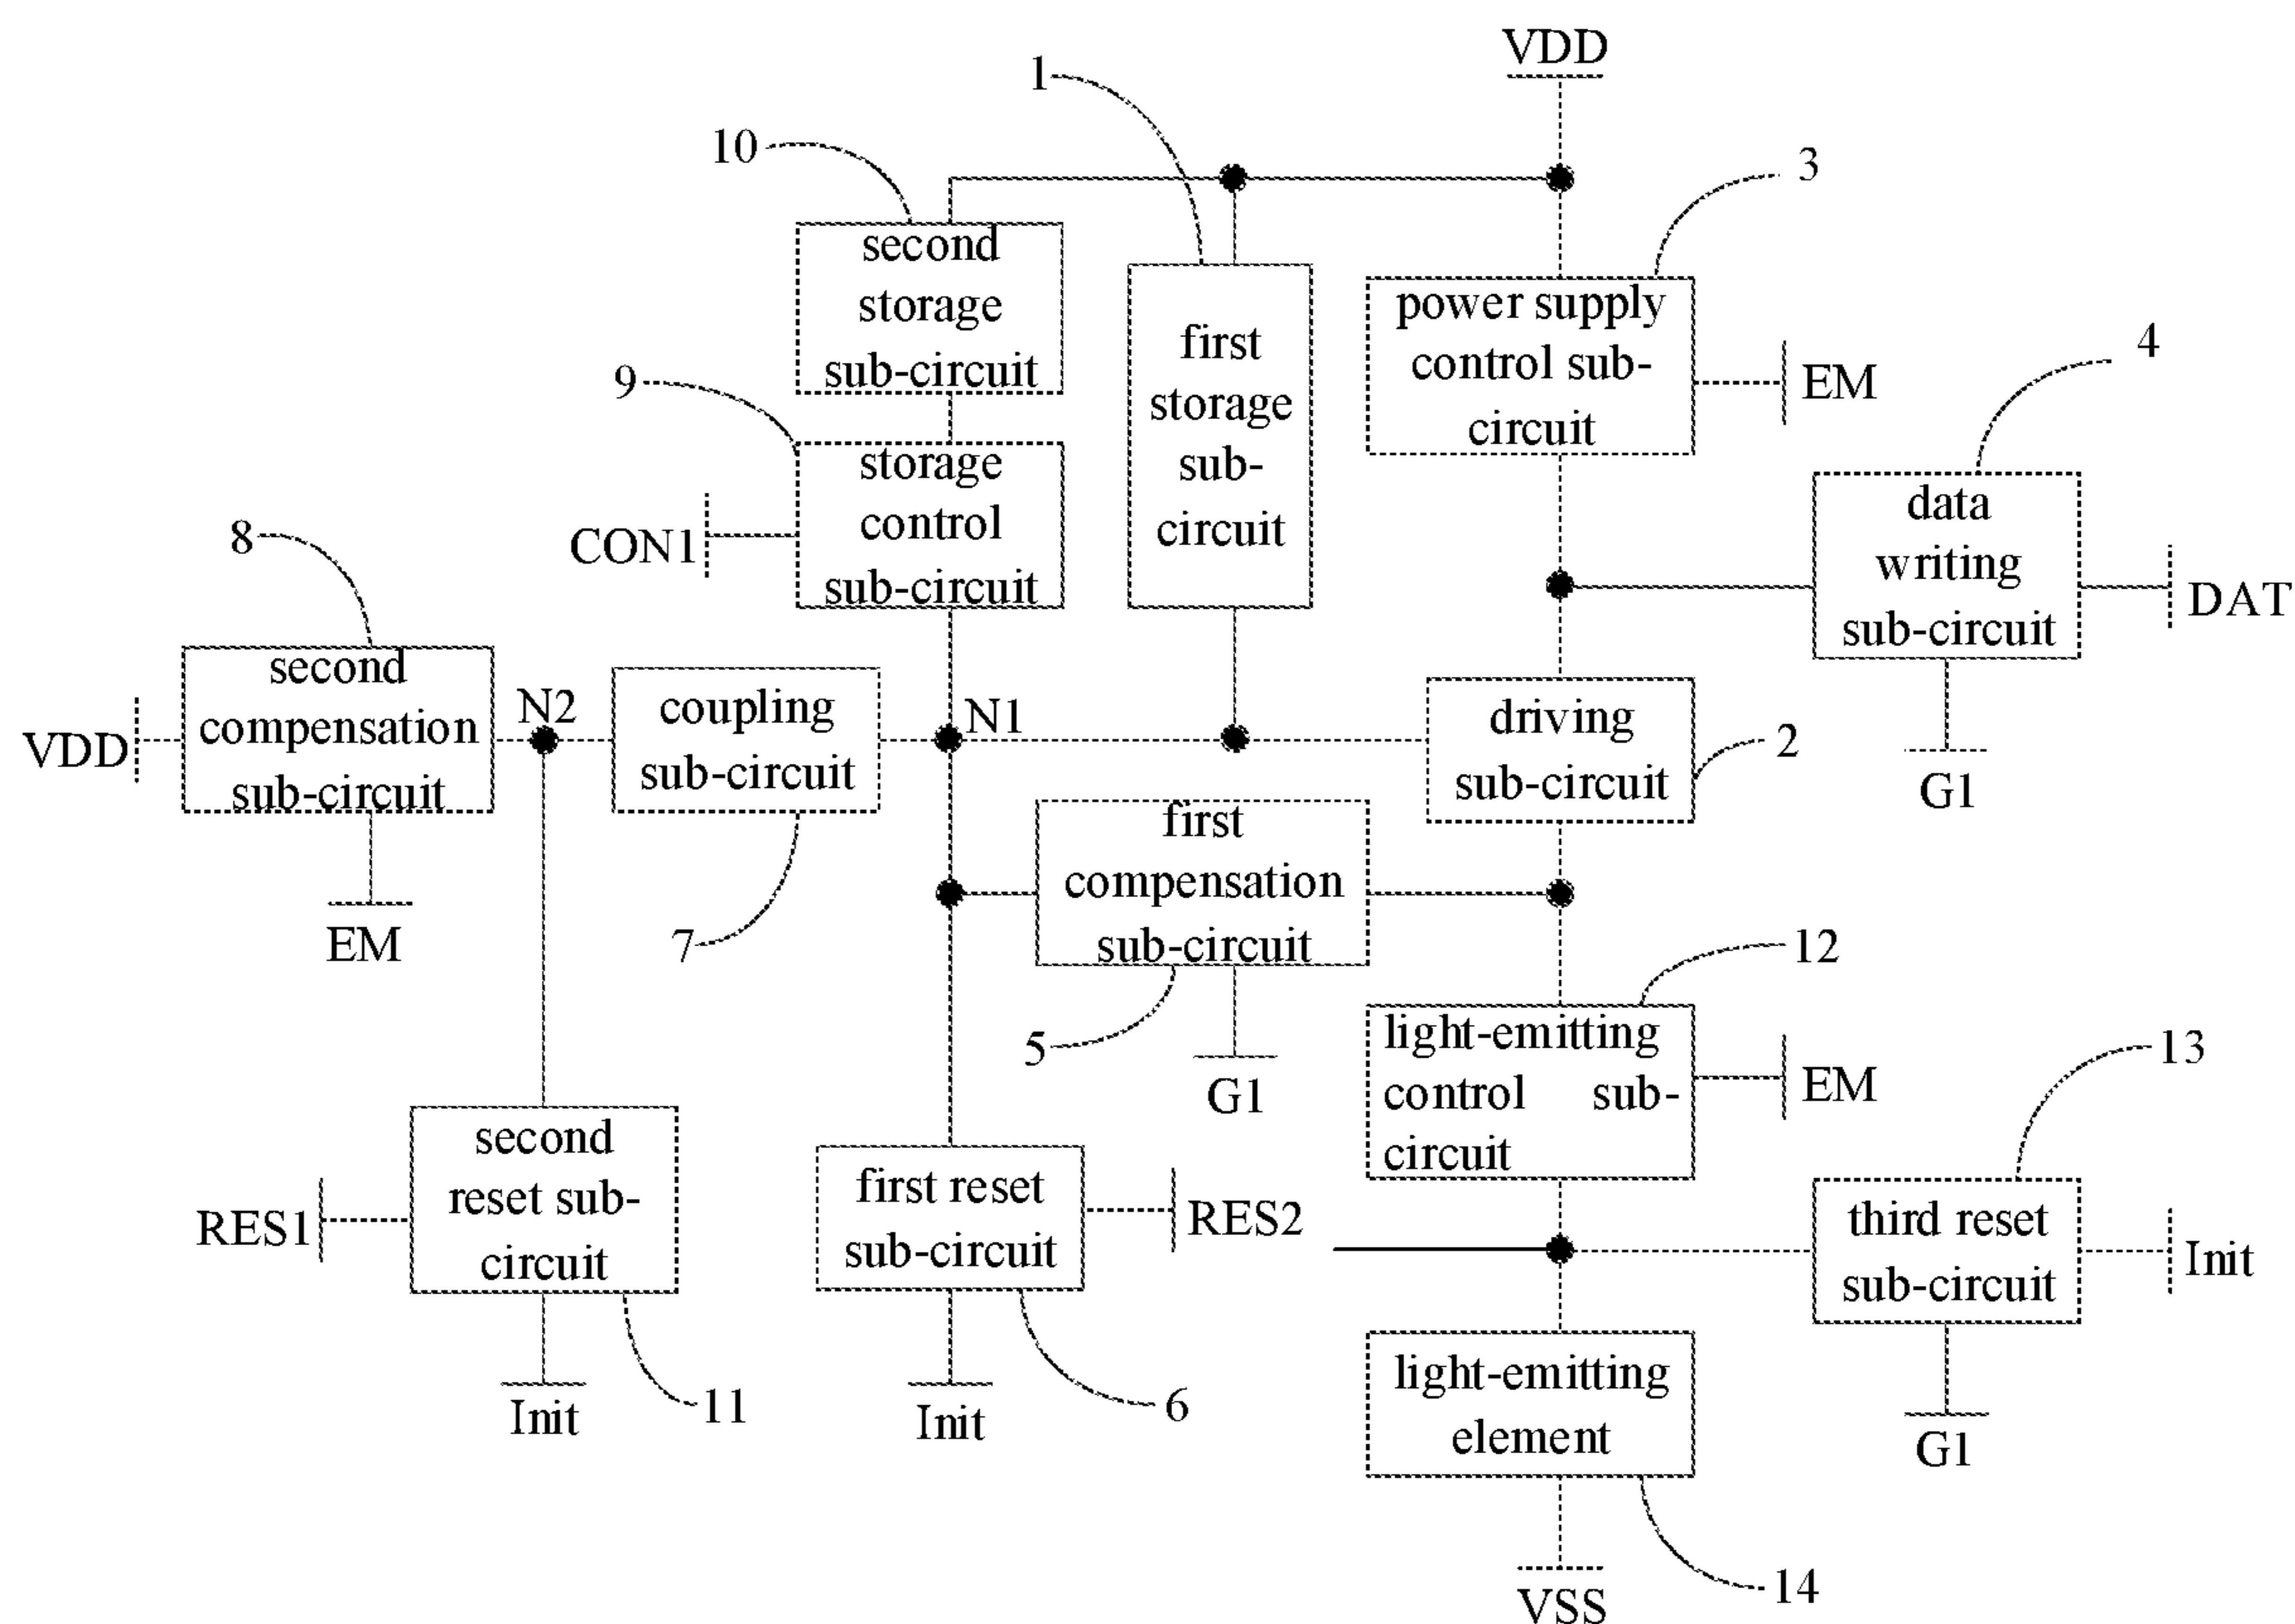 VDD
1
10
3
second
storage
sub-circuit
power supply
control sub-
circuit
EM
4
first
storage
sub-
circuit
9
storage
control
sub-circuit
CON1
data
writing
sub-circuit
DAT
G1
8
second
compensation
sub-circuit
VDD
EM
N2
coupling
sub-circuit
7
N1
driving
sub-circuit
2
first
compensation
sub-circuit
5
G1
12
light-emitting
control sub-
circuit
EM
13
second
reset sub-
circuit
RES1
Init
11
first reset
sub-circuit
RES2
Init
6
third reset
sub-circuit
Init
G1
light-emitting
element
14
VSS